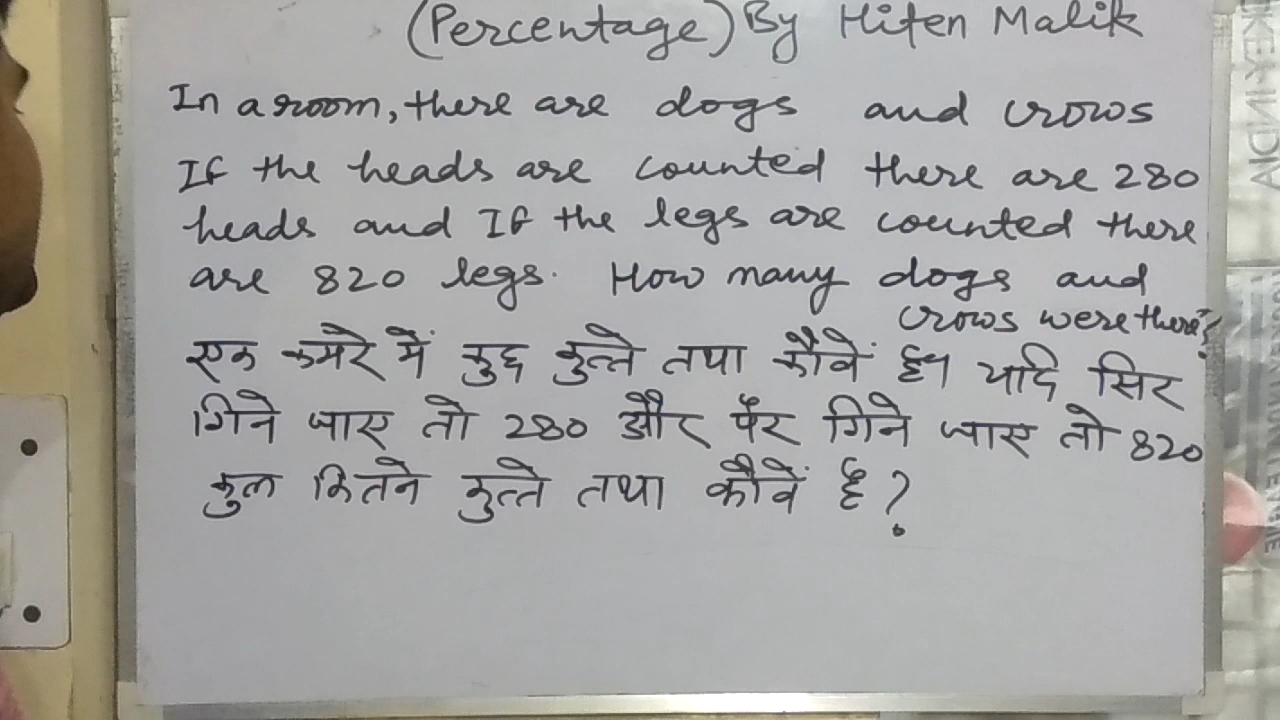 (Percentage) By Hiten Malik
In a room, there are dogs and crows
If the heads are counted there are 280
heads and If the legs are counted there
are 820 legs. How many dogs and
crows were there?
एक कमरे में कुछ कुत्ते तथा कौवें है। यदि सिर
गिने जाए तो 280 और पैर गिने जाए तो 820
कुल कितने कुत्ते तथा कौवें है?